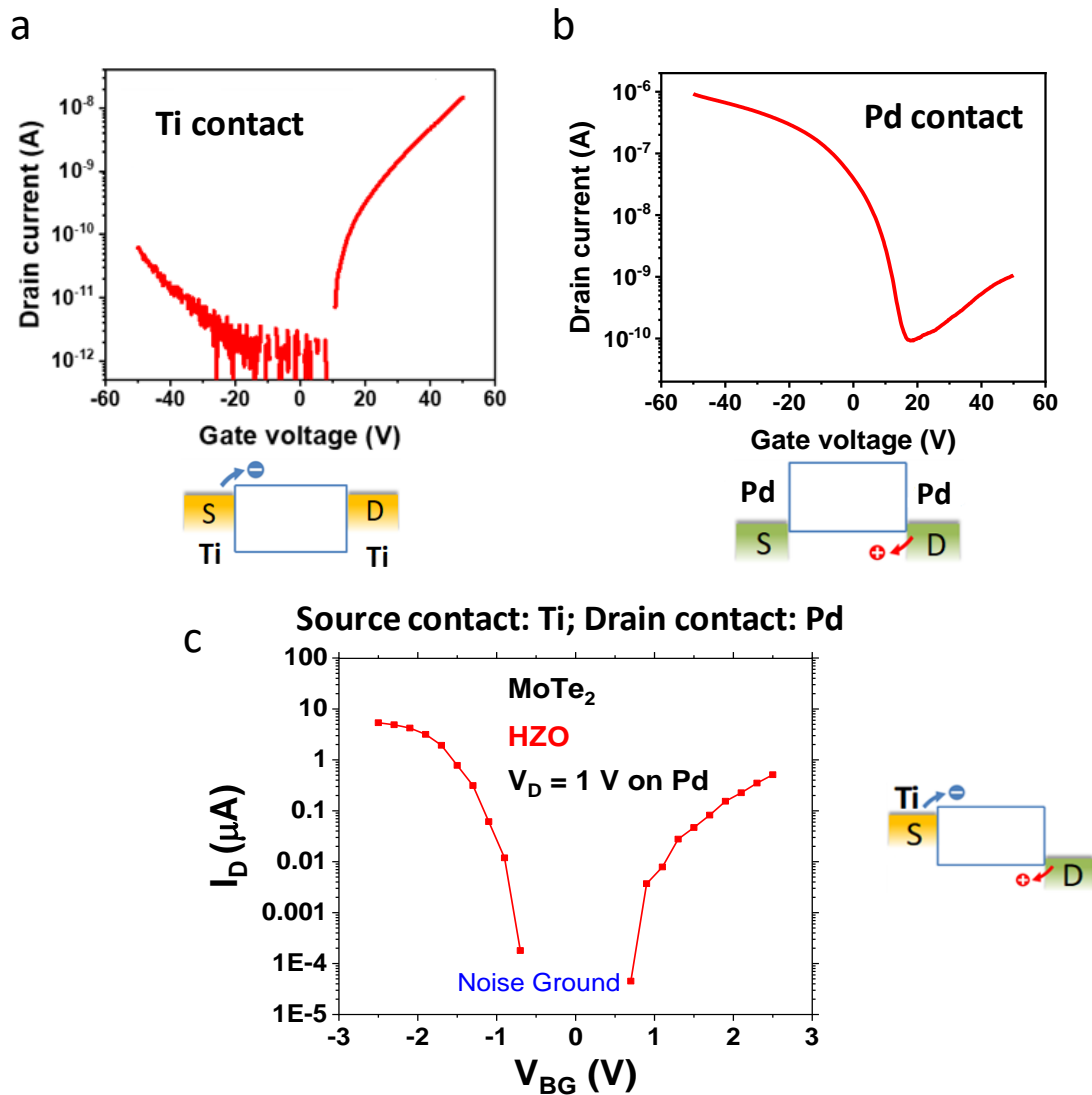 a
Ti contact
Drain current (A)
10⁻⁸
10⁻⁹
10⁻¹⁰
10⁻¹¹
10⁻¹²
-60 -40 -20 0 20 40 60
Gate voltage (V)
S
D
Ti
Ti
b
Pd contact
Drain current (A)
10⁻⁶
10⁻⁷
10⁻⁸
10⁻⁹
10⁻¹⁰
-60 -40 -20 0 20 40 60
Gate voltage (V)
Pd
Pd
S
D
Source contact: Ti; Drain contact: Pd
c
MoTe₂
HZO
V_D = 1 V on Pd
I_D (μA)
100
10
1
0.1
0.01
0.001
1E-4
1E-5
Noise Ground
-3 -2 -1 0 1 2 3
V_BG (V)
Ti
S
D